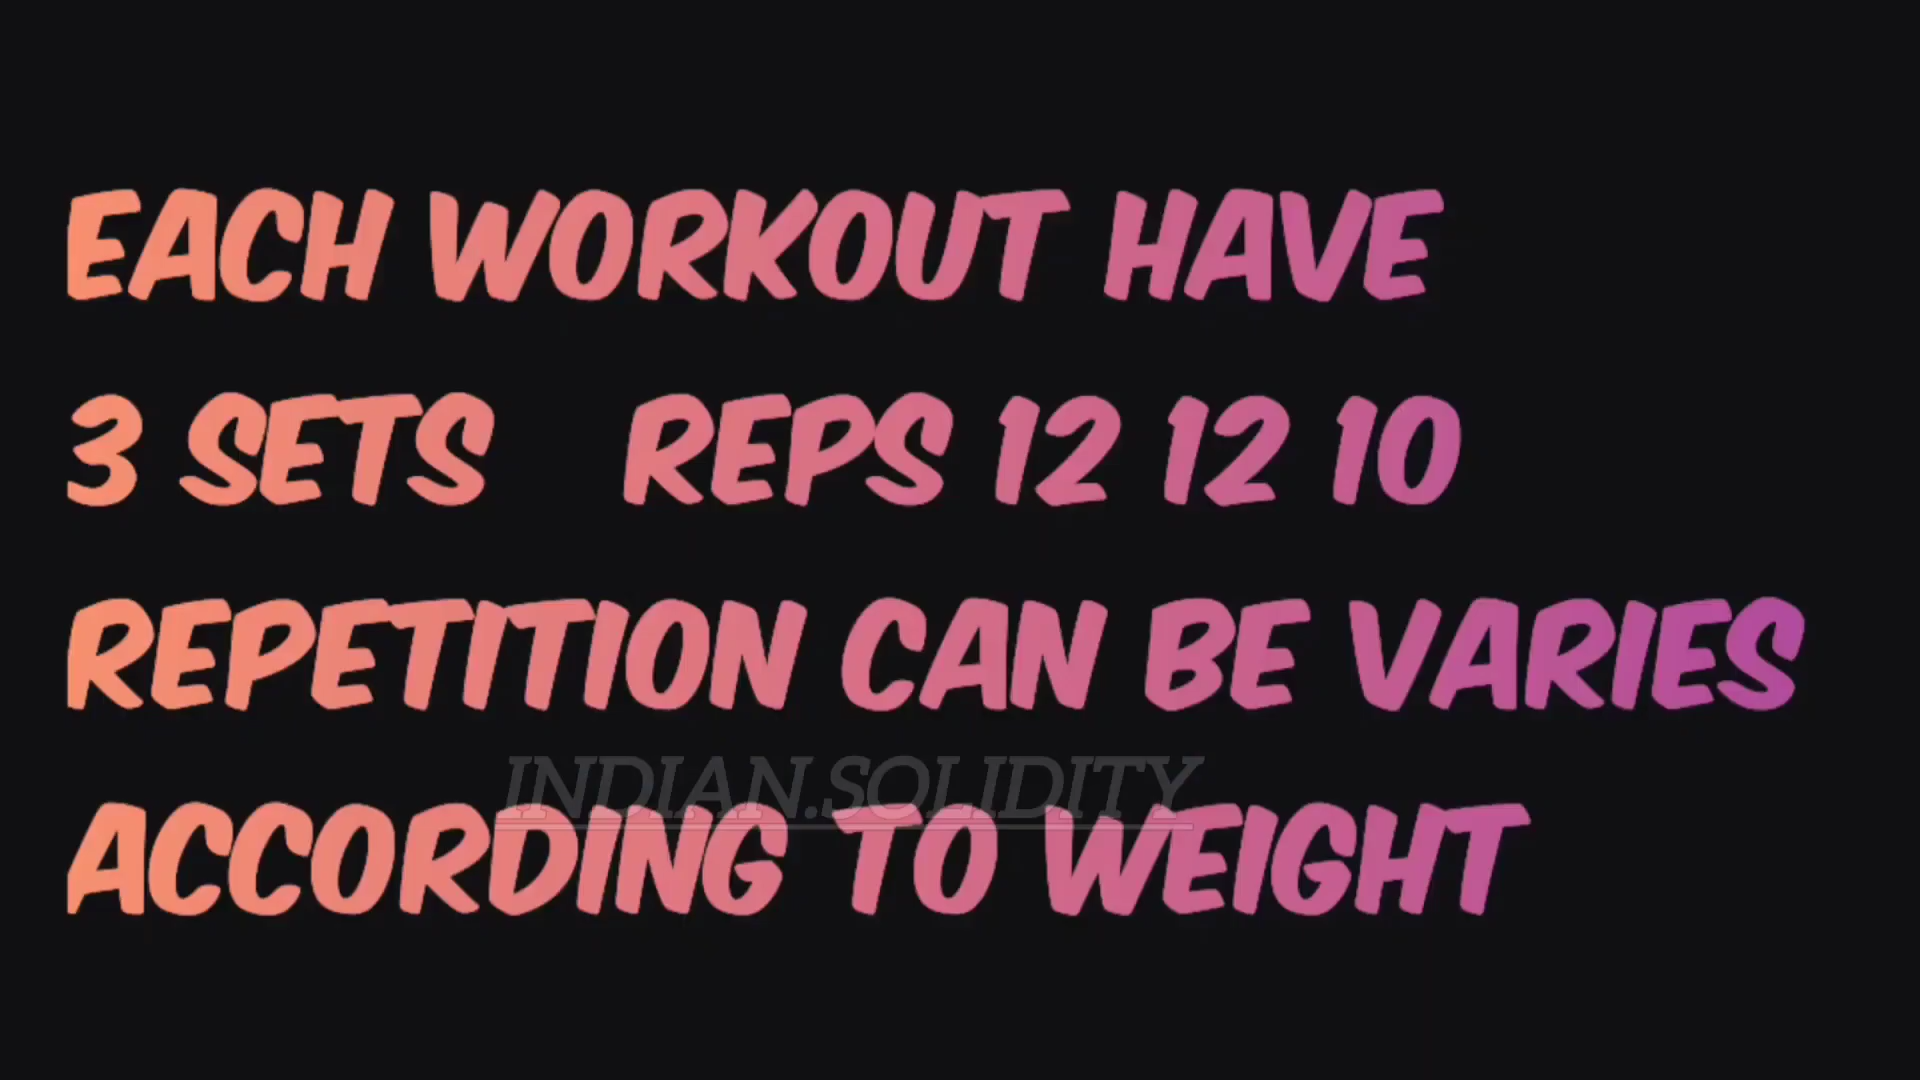 EACH WORKOUT HAVE
3 SETS REPS 12 12 10
REPETITION CAN BE VARIES
INDIAN.SOLIDITY
ACCORDING TO WEIGHT